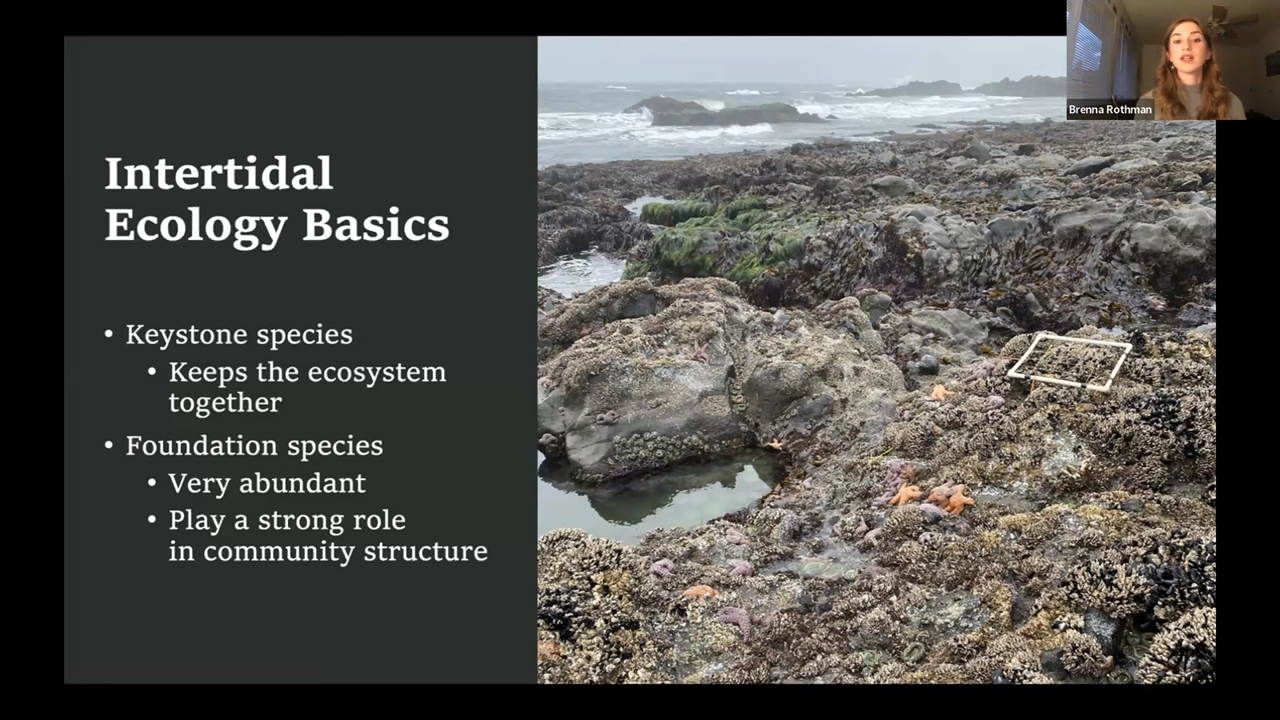 Brenna Rothman
Intertidal
Ecology Basics
• Keystone species
• Keeps the ecosystem
together
• Foundation species
• Very abundant
• Play a strong role
in community structure